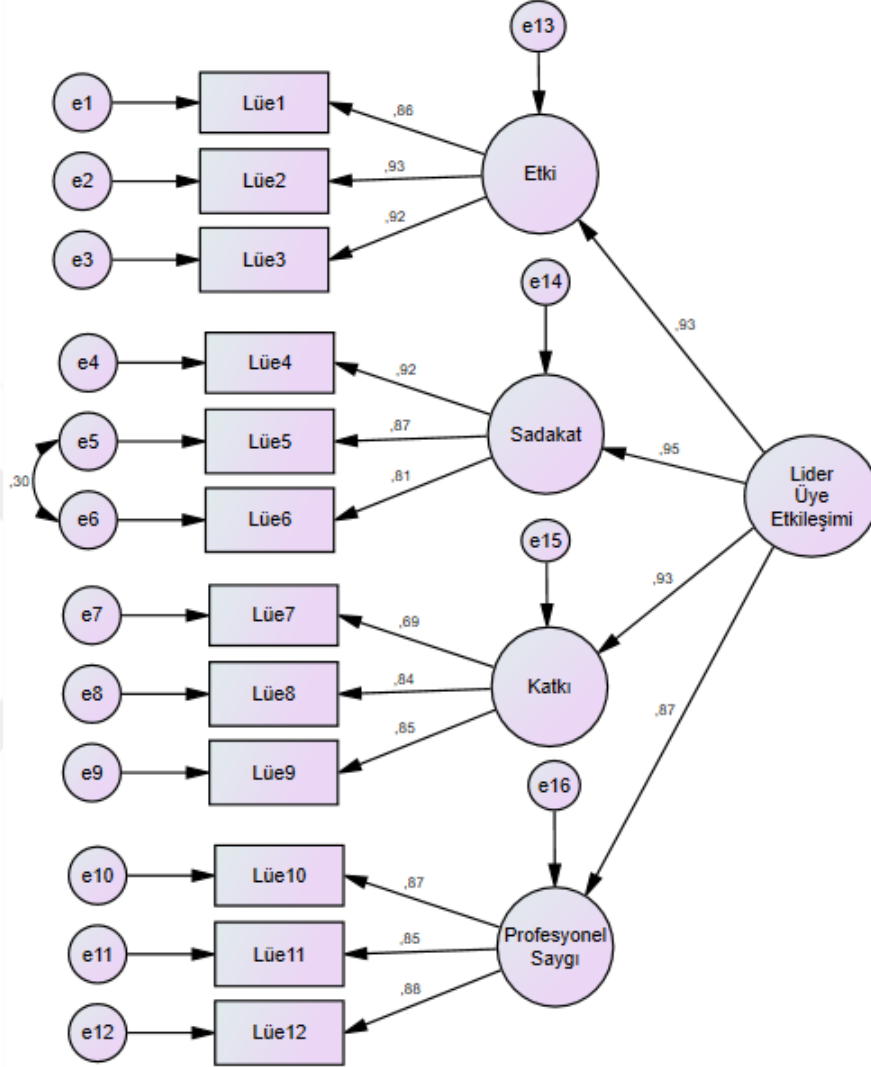 e13
e1
Lüe1
,86
e2
Lüe2
,93
Etki
e3
Lüe3
,92
e14
,93
e4
Lüe4
,92
e5
Lüe5
,87
Sadakat
,95
,30
e6
Lüe6
,81
Lider
Üye
Etkileşimi
e15
e7
Lüe7
,69
,93
e8
Lüe8
,84
Katkı
e9
Lüe9
,85
,87
e16
e10
Lüe10
,87
e11
Lüe11
,85
Profesyonel
Saygı
e12
Lüe12
,88